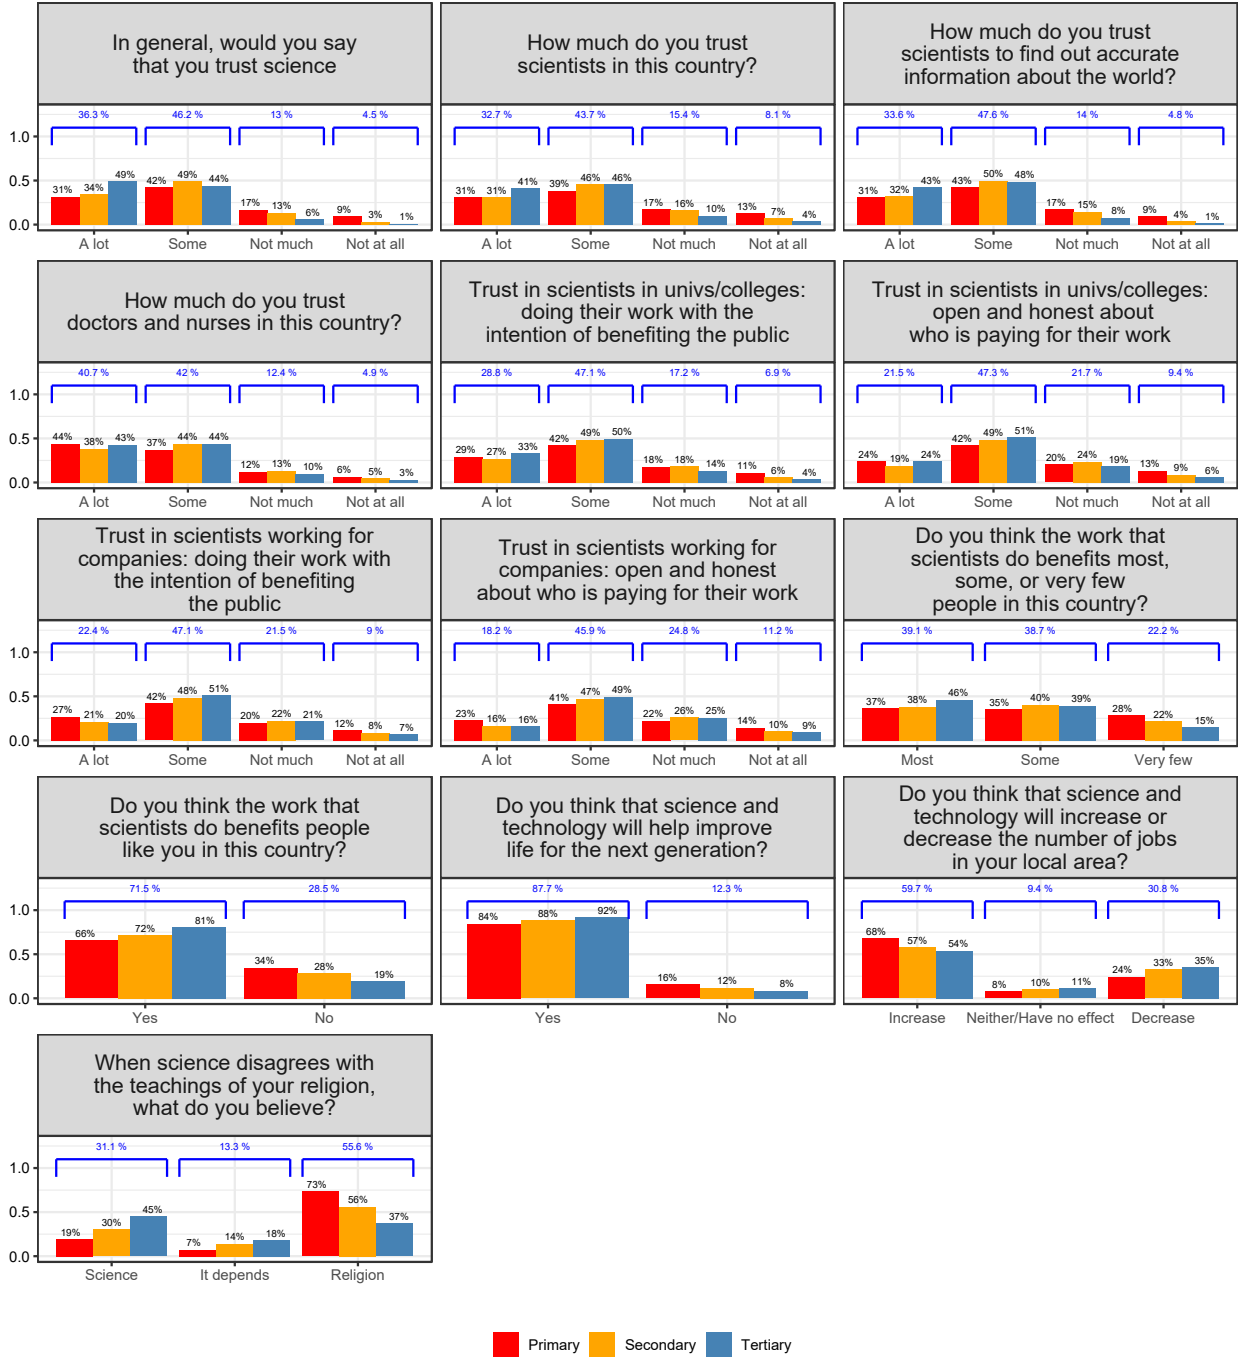 In general, would you say
that you trust science
36.3 % 46.2 % 13 % 4.5 %
1.0
0.5
0.0
31% 34% 49% 42% 49% 44% 17% 13% 6% 9% 3% 1%
A lot Some Not much Not at all
How much do you trust
scientists in this country?
32.7 % 43.7 % 15.4 % 8.1 %
31% 31% 41% 39% 46% 46% 17% 16% 10% 13% 7% 4%
A lot Some Not much Not at all
How much do you trust
scientists to find out accurate
information about the world?
33.6 % 47.6 % 14 % 4.8 %
31% 32% 43% 43% 50% 48% 17% 15% 8% 9% 4% 1%
A lot Some Not much Not at all
How much do you trust
doctors and nurses in this country?
40.7 % 42 % 12.4 % 4.9 %
1.0
0.5
0.0
44% 38% 43% 37% 44% 44% 12% 13% 10% 6% 5% 3%
A lot Some Not much Not at all
Trust in scientists in univs/colleges:
doing their work with the
intention of benefiting the public
28.8 % 47.1 % 17.2 % 6.9 %
29% 27% 33% 42% 49% 50% 18% 18% 14% 11% 6% 4%
A lot Some Not much Not at all
Trust in scientists in univs/colleges:
open and honest about
who is paying for their work
21.5 % 47.3 % 21.7 % 9.4 %
24% 19% 24% 42% 49% 51% 20% 24% 19% 13% 9% 6%
A lot Some Not much Not at all
Trust in scientists working for
companies: doing their work with
the intention of benefiting
the public
22.4 % 47.1 % 21.5 % 9 %
1.0
0.5
0.0
27% 21% 20% 42% 48% 51% 20% 22% 21% 12% 8% 7%
A lot Some Not much Not at all
Trust in scientists working for
companies: open and honest
about who is paying for their work
18.2 % 45.9 % 24.8 % 11.2 %
23% 16% 16% 41% 47% 49% 22% 26% 25% 14% 10% 9%
A lot Some Not much Not at all
Do you think the work that
scientists do benefits most,
some, or very few
people in this country?
39.1 % 38.7 % 22.2 %
37% 38% 46% 35% 40% 39% 28% 22% 15%
Most Some Very few
Do you think the work that
scientists do benefits people
like you in this country?
71.5 % 28.5 %
1.0
0.5
0.0
66% 72% 81% 34% 28% 19%
Yes No
Do you think that science and
technology will help improve
life for the next generation?
87.7 % 12.3 %
84% 88% 92% 16% 12% 8%
Yes No
Do you think that science and
technology will increase or
decrease the number of jobs
in your local area?
59.7 % 9.4 % 30.8 %
68% 57% 54% 8% 10% 11% 24% 33% 35%
Increase Neither/Have no effect Decrease
When science disagrees with
the teachings of your religion,
what do you believe?
31.1 % 13.3 % 55.6 %
1.0
0.5
0.0
19% 30% 45% 7% 14% 18% 73% 56% 37%
Science It depends Religion
Primary Secondary Tertiary